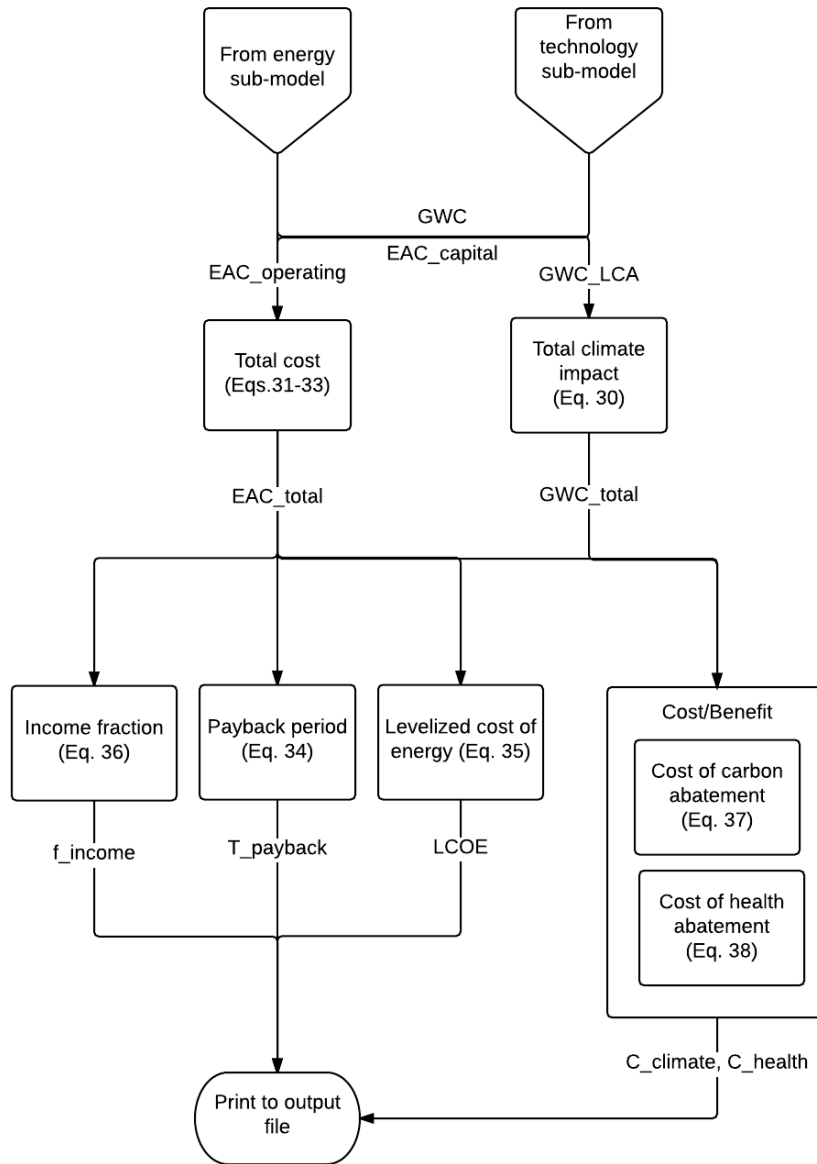 From energy
sub-model
From
technology
sub-model
GWC
EAC_capital
EAC_operating
GWC_LCA
Total cost
(Eqs.31-33)
Total climate
impact
(Eq. 30)
EAC_total
GWC_total
Income fraction
(Eq. 36)
Payback period
(Eq. 34)
Levelized cost of
energy (Eq. 35)
Cost/Benefit
Cost of carbon
abatement
(Eq. 37)
Cost of health
abatement
(Eq. 38)
f_income
T_payback
LCOE
C_climate, C_health
Print to output
file